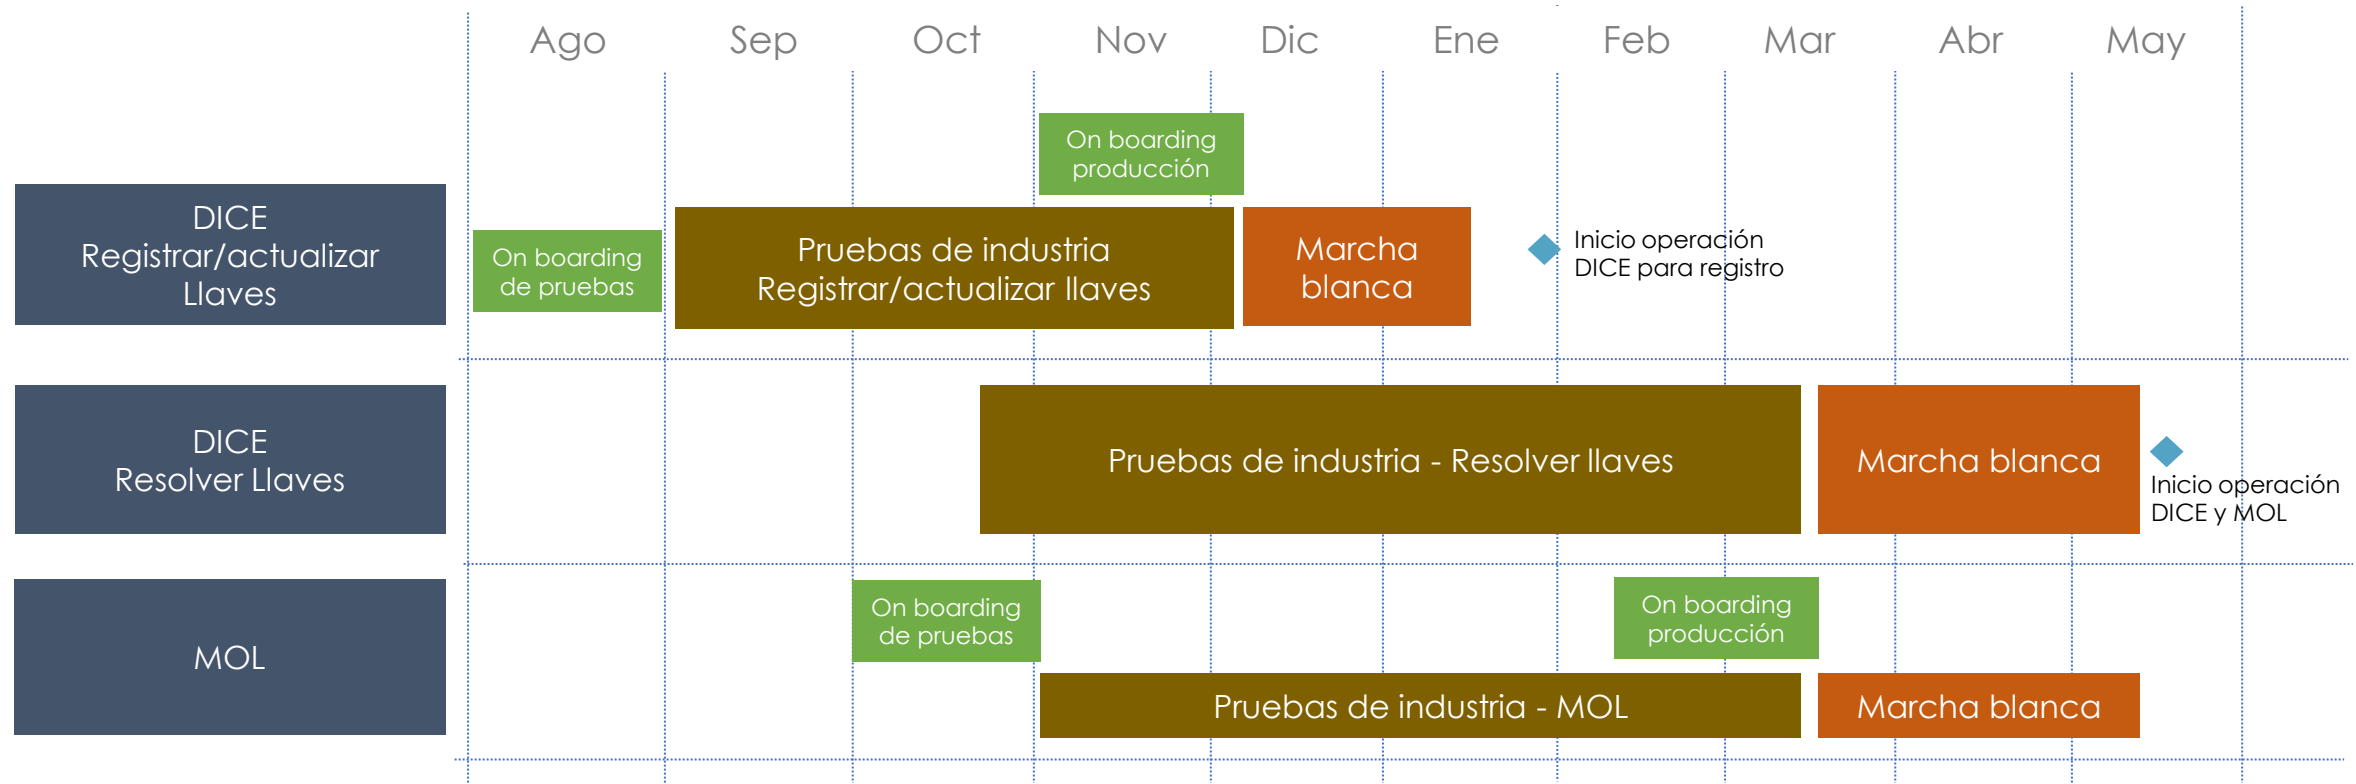 Ago Sep Oct Nov Dic Ene Feb Mar Abr May
On boarding
producción
DICE
Registrar/actualizar
Llaves
On boarding
de pruebas
Pruebas de industria
Registrar/actualizar llaves
Marcha
blanca
Inicio operación
DICE para registro
DICE
Resolver Llaves
Pruebas de industria - Resolver llaves
Marcha blanca
Inicio operación
DICE y MOL
MOL
On boarding
de pruebas
On boarding
producción
Pruebas de industria - MOL
Marcha blanca